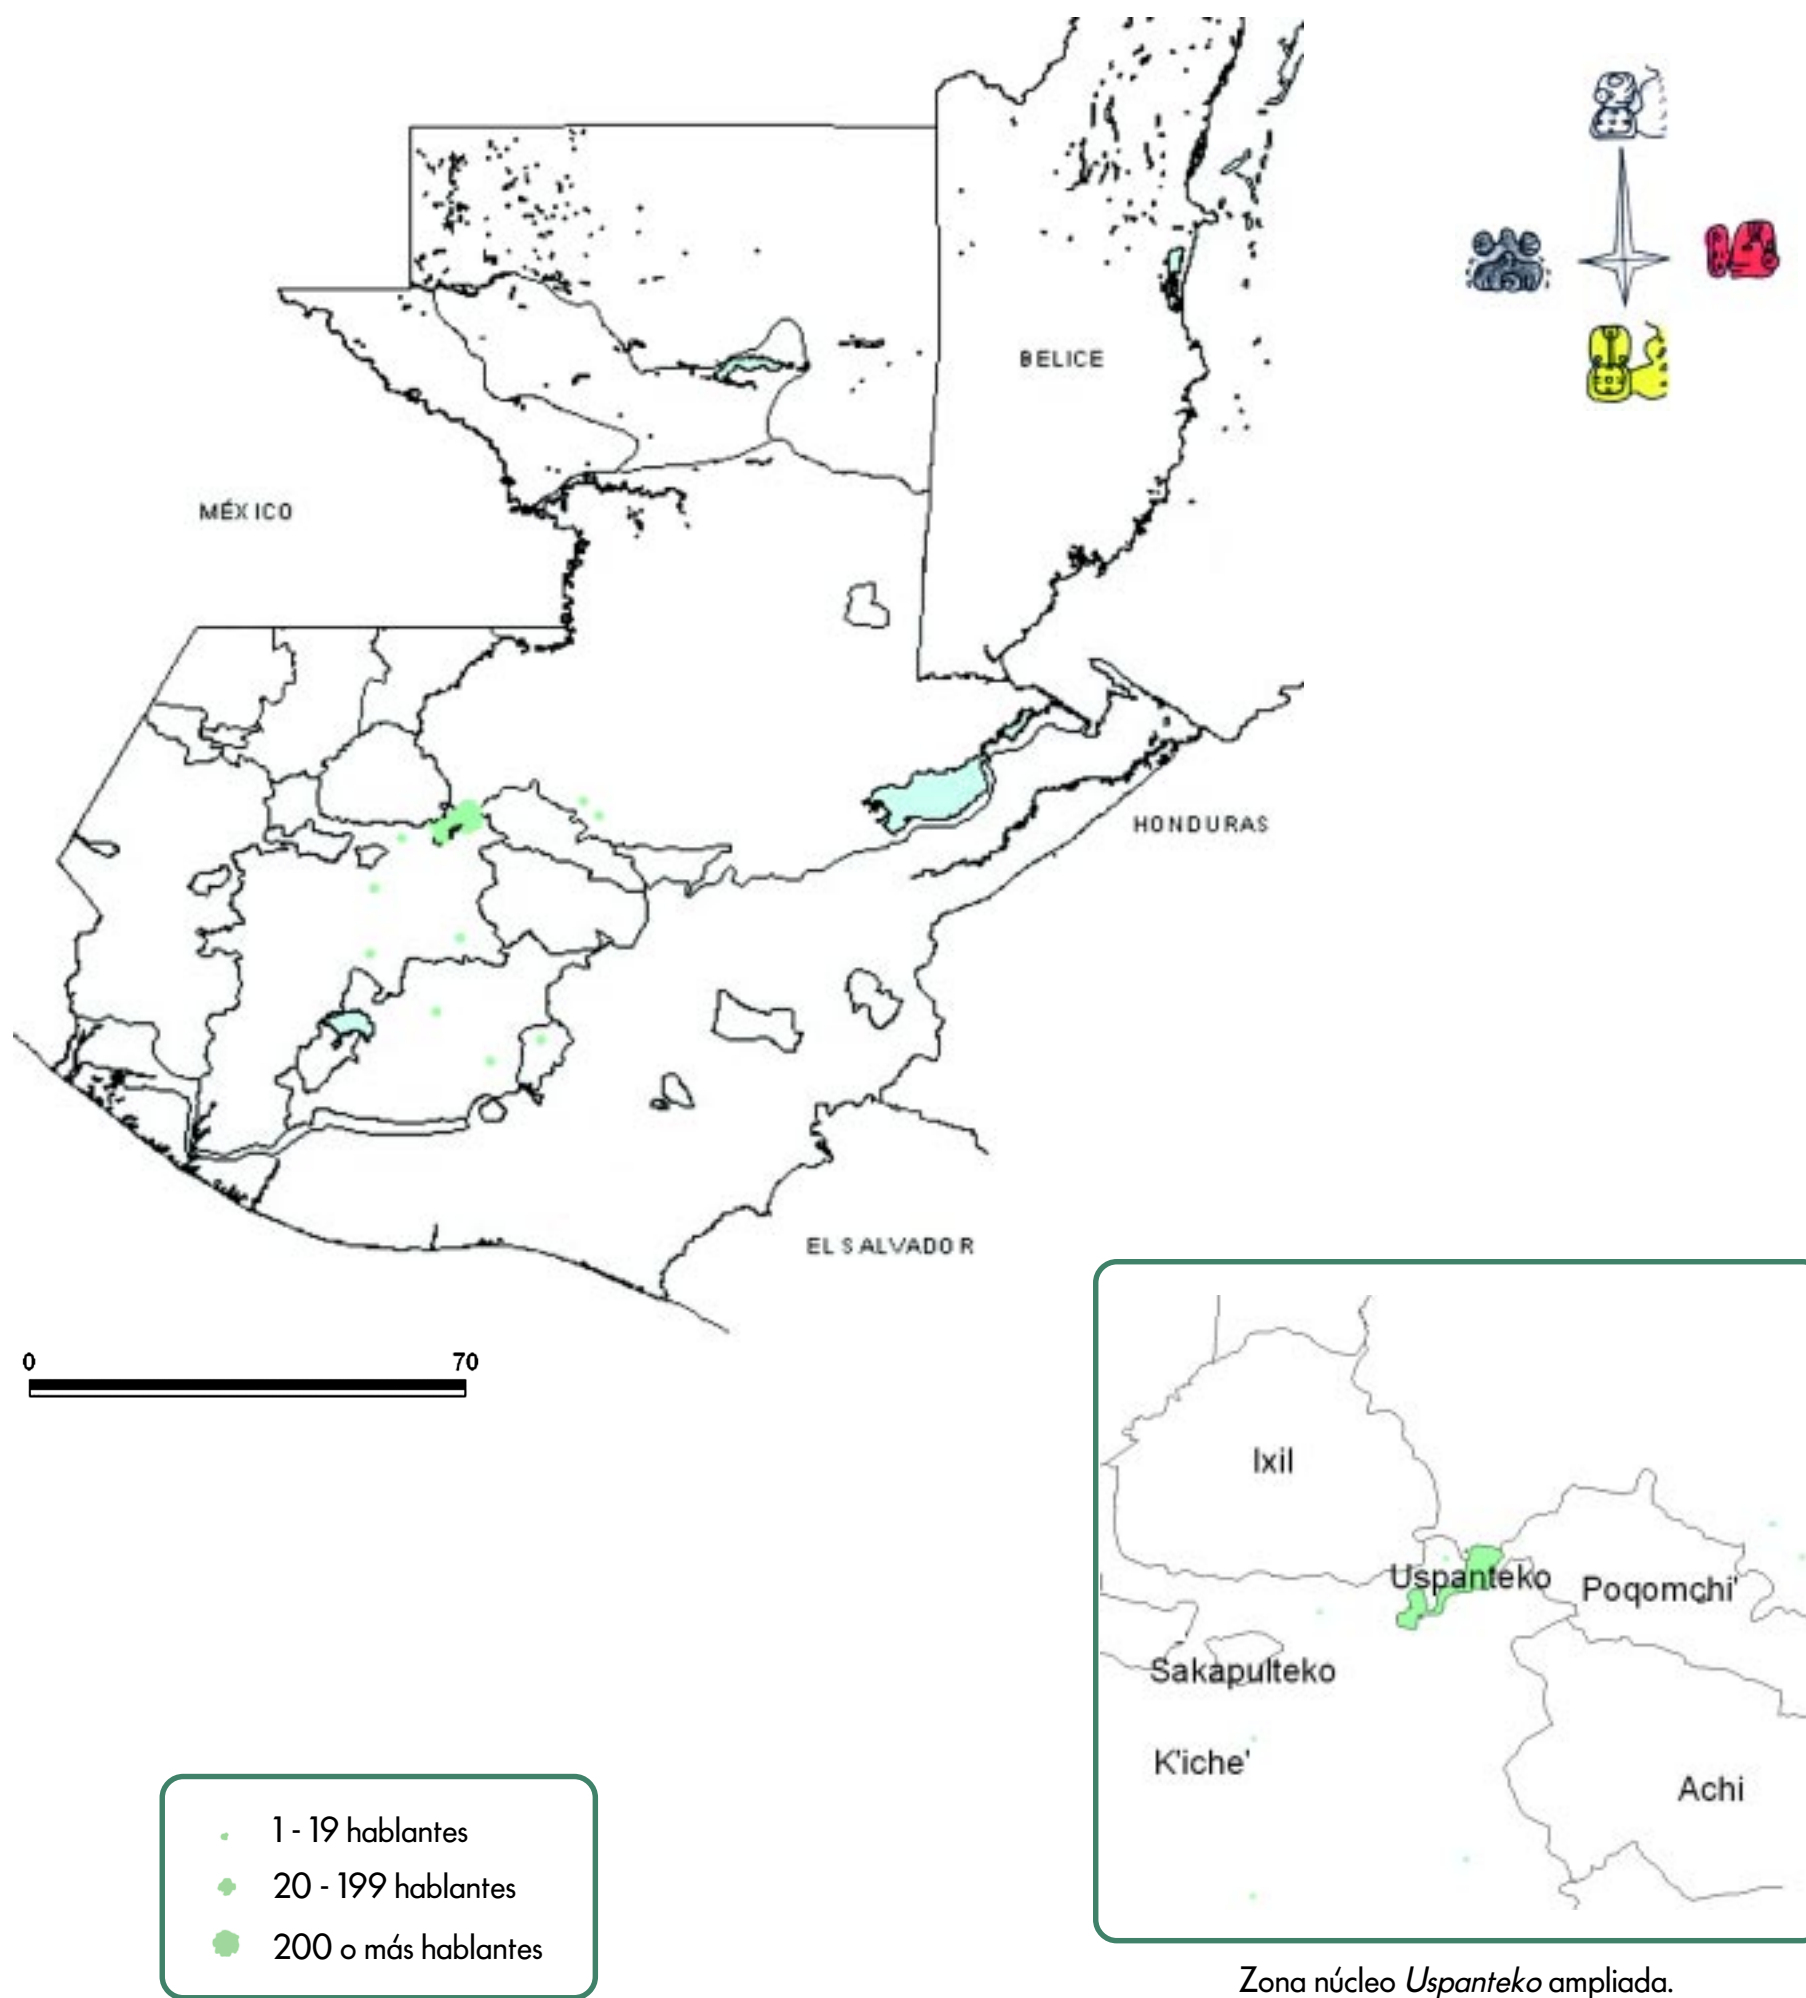 BELICE
MÉXICO
HONDURAS
EL SALVADOR
0 70
Ixil
Uspanteko
Poqomchi'
Sakapulteko
K'iche'
Achi
1 - 19 hablantes
20 - 199 hablantes
200 o más hablantes
Zona núcleo Uspanteko ampliada.